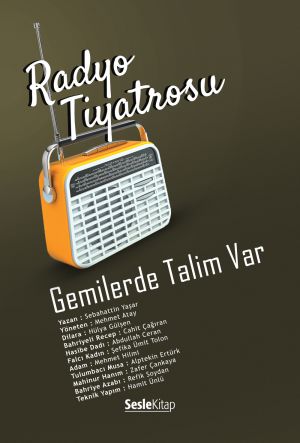 Radyo
Tiyatrosu
Gemilerde Talim Var
Yazan : Sebahattin Yaşar
Yöneten : Mehmet Atay
Dilara : Hülya Gülşen
Bahriyeli Recep : Cahit Çağıran
Hasibe Dadı : Abdullah Ceran
Falcı Kadın : Şefika Ümit Tolon
Adam : Mehmet Hilmi
Tulumbacı Musa : Alptekin Ertürk
Mahinur Hanım : Zafer Çankaya
Bahriye Azabı : Refik Soydan
Teknik Yapım : Hamit Ünlü
SesleKitap